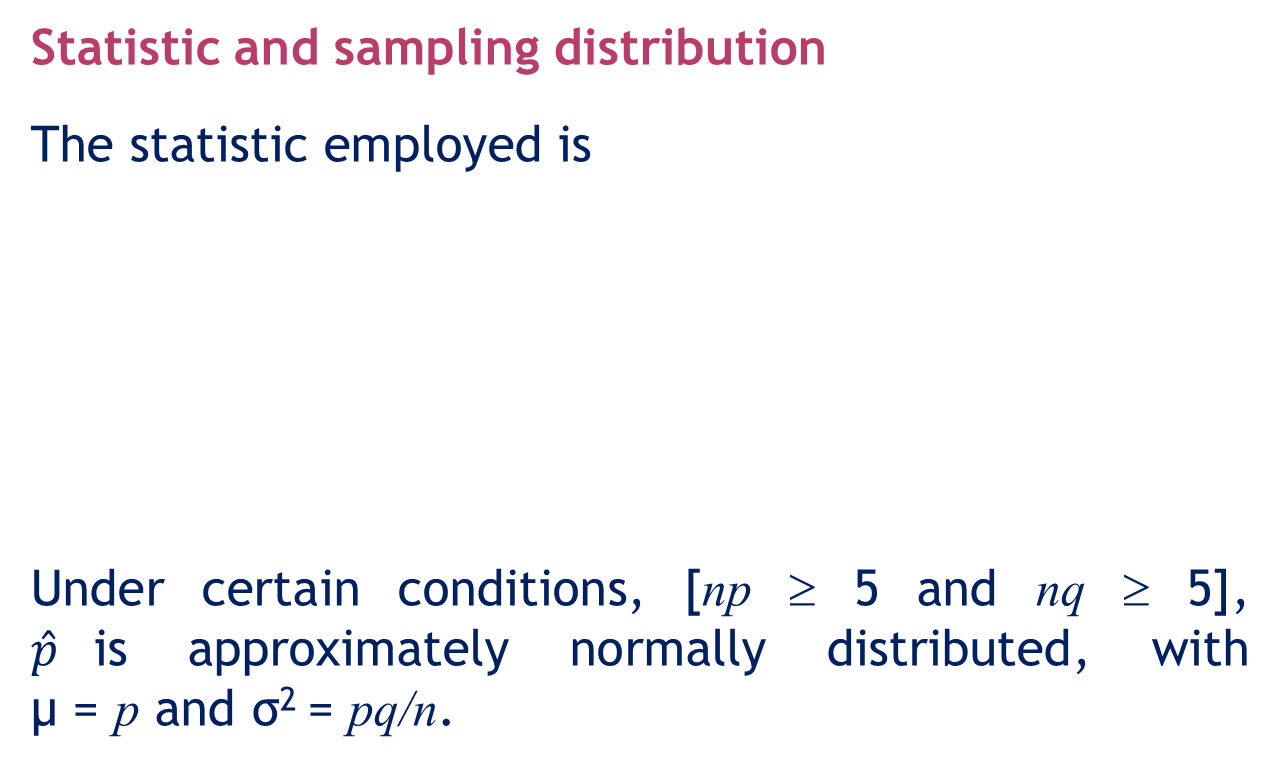 Statistic and sampling distribution
The statistic employed is
Under certain conditions, [np ≥ 5 and nq ≥ 5],
p̂ is approximately normally distributed, with
μ = p and σ² = pq/n.